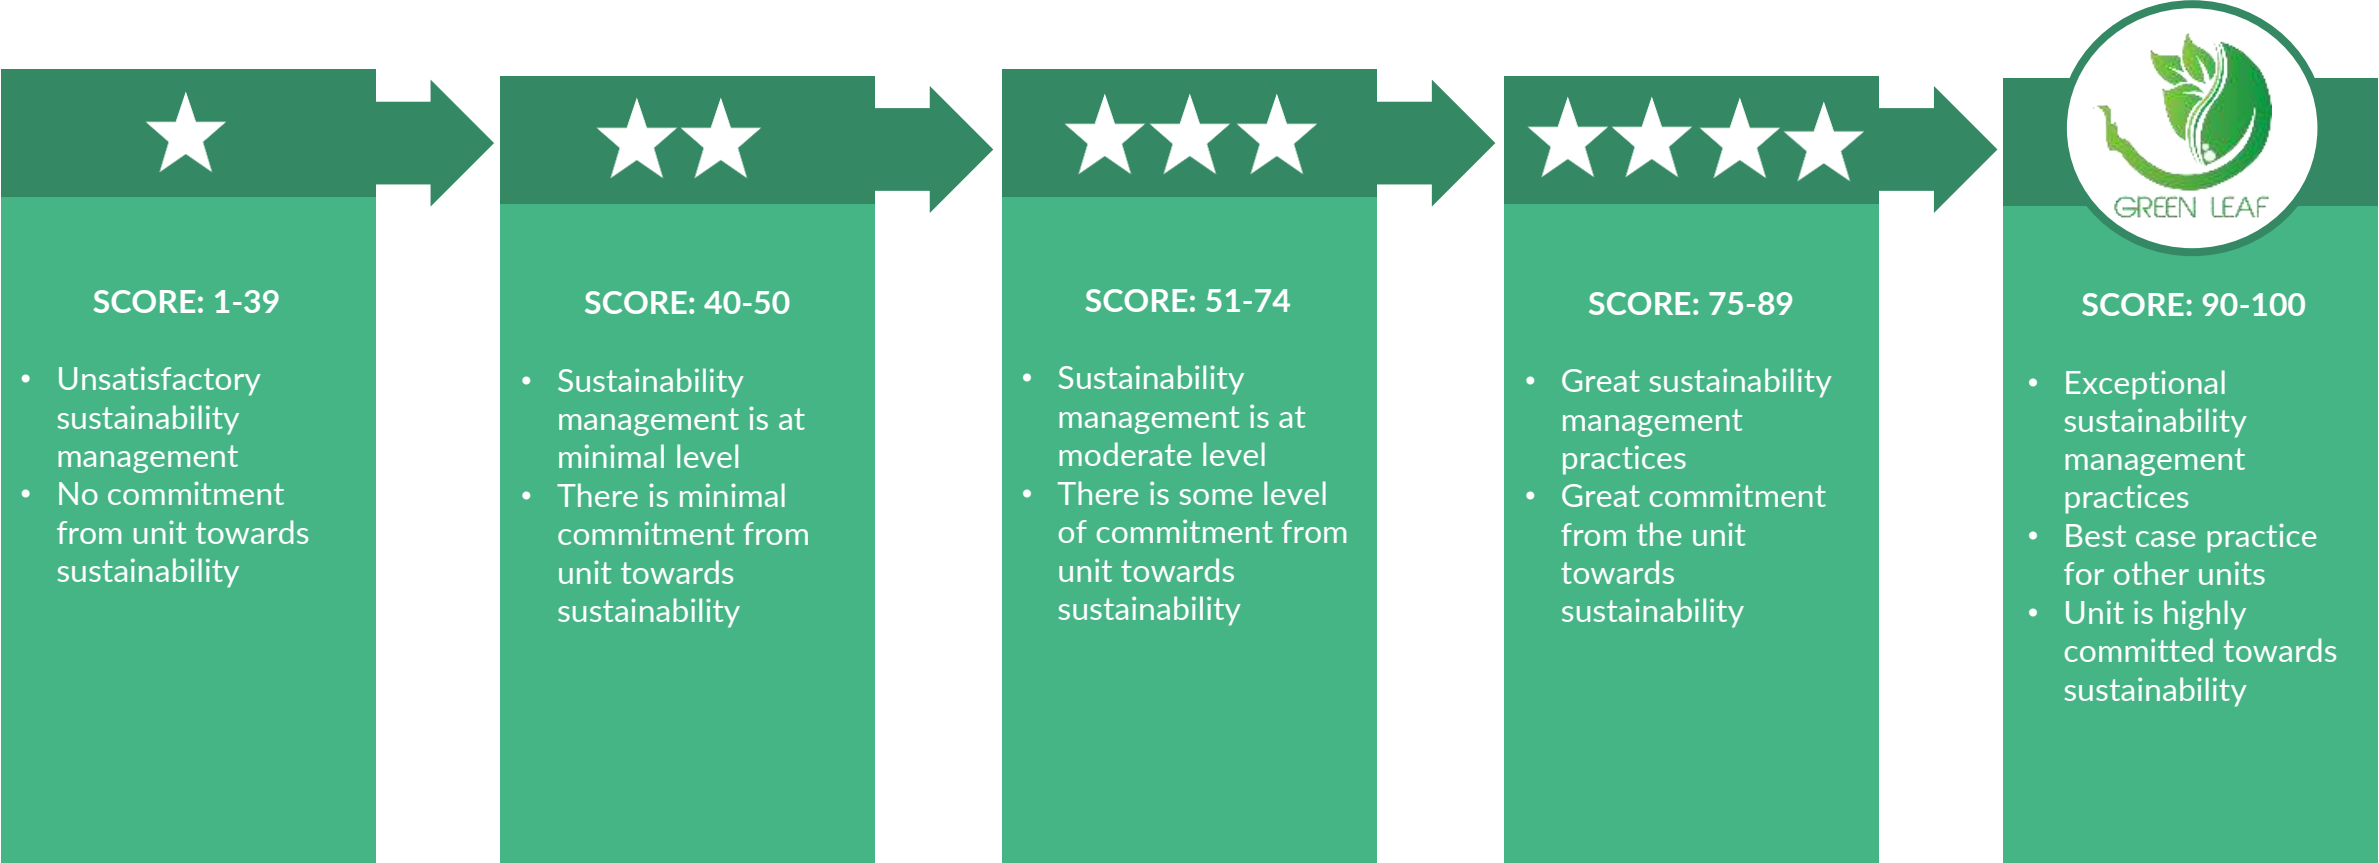 GREEN LEAF
SCORE: 1-39
• Unsatisfactory
sustainability
management
• No commitment
from unit towards
sustainability
SCORE: 40-50
• Sustainability
management is at
minimal level
• There is minimal
commitment from
unit towards
sustainability
SCORE: 51-74
• Sustainability
management is at
moderate level
• There is some level
of commitment from
unit towards
sustainability
SCORE: 75-89
• Great sustainability
management
practices
• Great commitment
from the unit
towards
sustainability
SCORE: 90-100
• Exceptional
sustainability
management
practices
• Best case practice
for other units
• Unit is highly
committed towards
sustainability